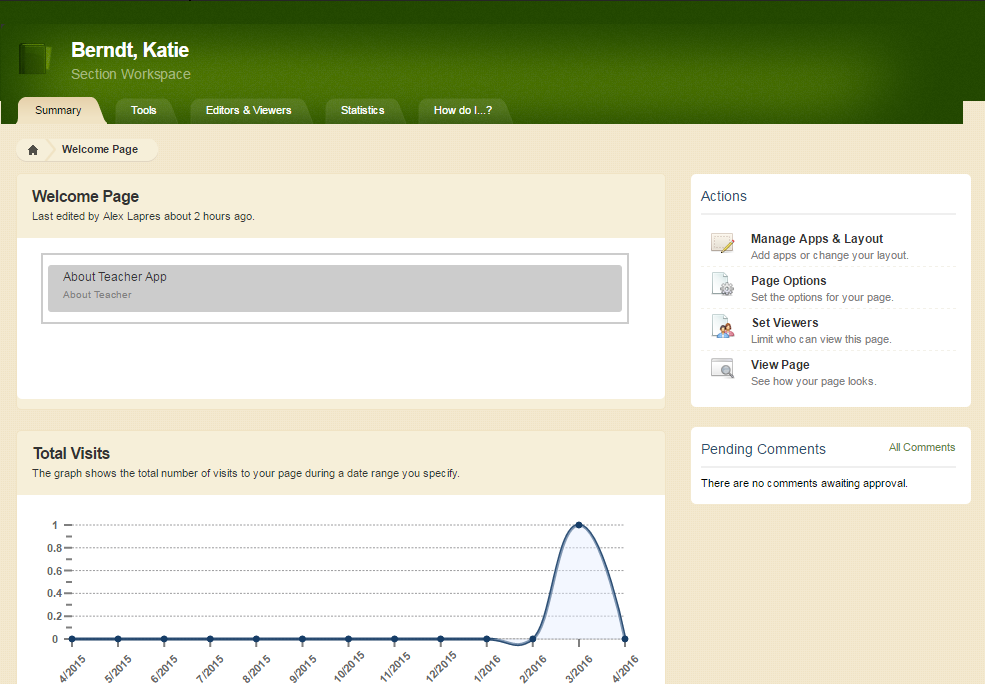 Berndt, Katie
Section Workspace
Summary
Tools
Editors & Viewers
Statistics
How do I...?
Welcome Page
Welcome Page
Last edited by Alex Lapres about 2 hours ago.
About Teacher App
About Teacher
Actions
Manage Apps & Layout
Add apps or change your layout.
Page Options
Set the options for your page.
Set Viewers
Limit who can view this page.
View Page
See how your page looks.
Pending Comments
All Comments
There are no comments awaiting approval.
Total Visits
The graph shows the total number of visits to your page during a date range you specify.
1
0.8
0.6
0.4
0.2
0
4/2015
5/2015
6/2015
7/2015
8/2015
9/2015
10/2015
11/2015
12/2015
1/2016
2/2016
3/2016
4/2016